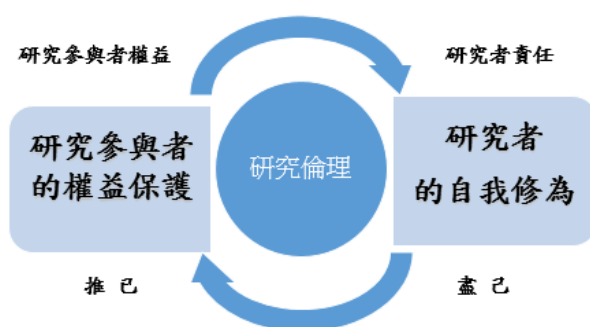 研究參與者權益
研究者責任
研究參與者
的權益保護
研究倫理
研究者
的自我修為
推 己
盡 己